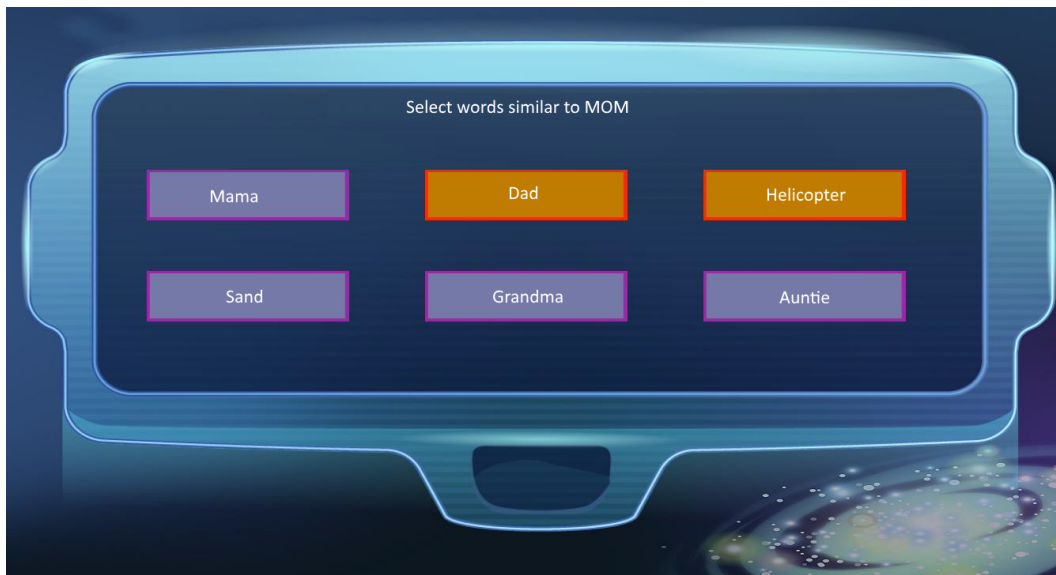 Select words similar to MOM
Mama
Dad
Helicopter
Sand
Grandma
Auntie